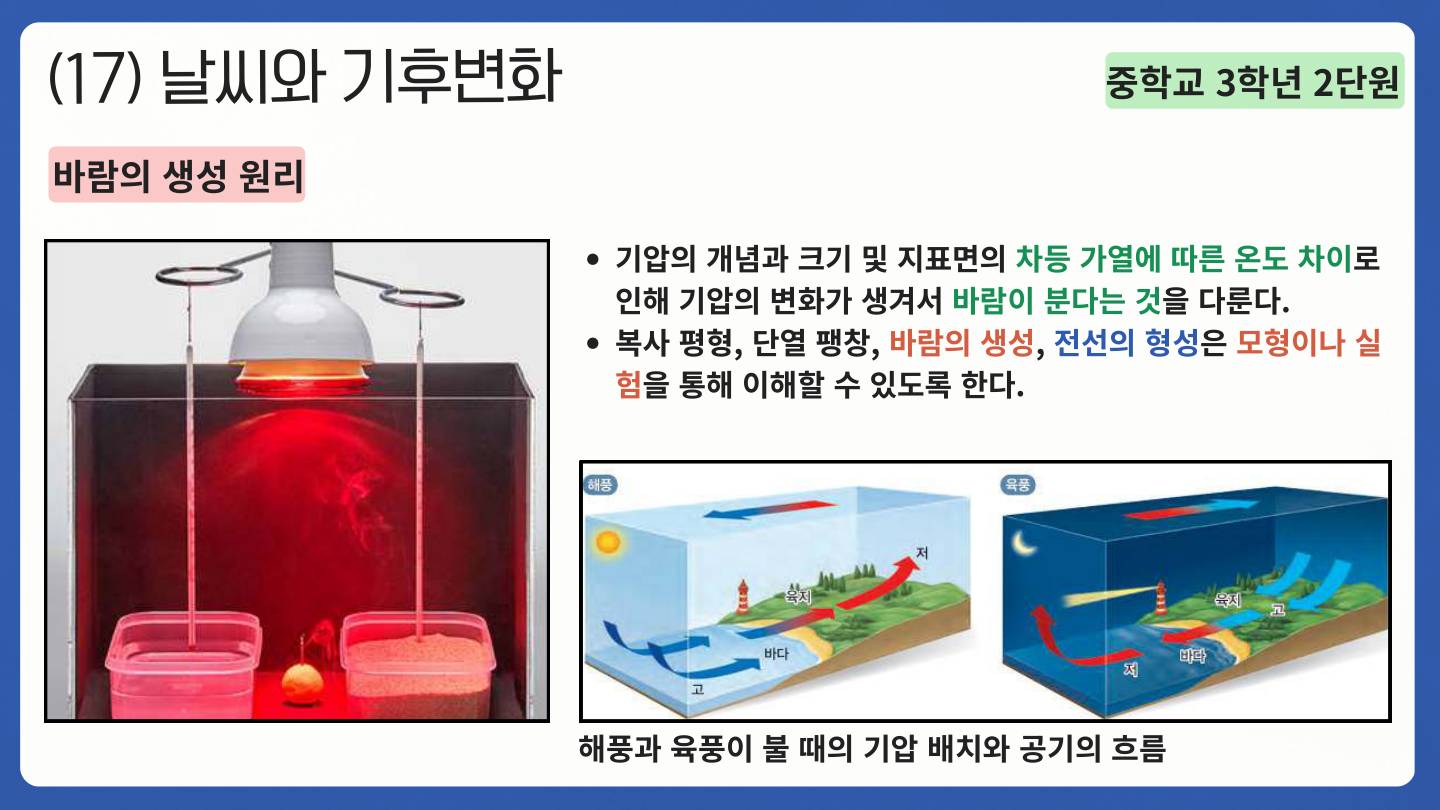 (17) 날씨와 기후변화
중학교 3학년 2단원
바람의 생성 원리
• 기압의 개념과 크기 및 지표면의 차등 가열에 따른 온도 차이로
인해 기압의 변화가 생겨서 바람이 분다는 것을 다룬다.
• 복사 평형, 단열 팽창, 바람의 생성, 전선의 형성은 모형이나 실
험을 통해 이해할 수 있도록 한다.
해풍
저
육지
바다
고
육풍
육지
고
바다
저
해풍과 육풍이 불 때의 기압 배치와 공기의 흐름